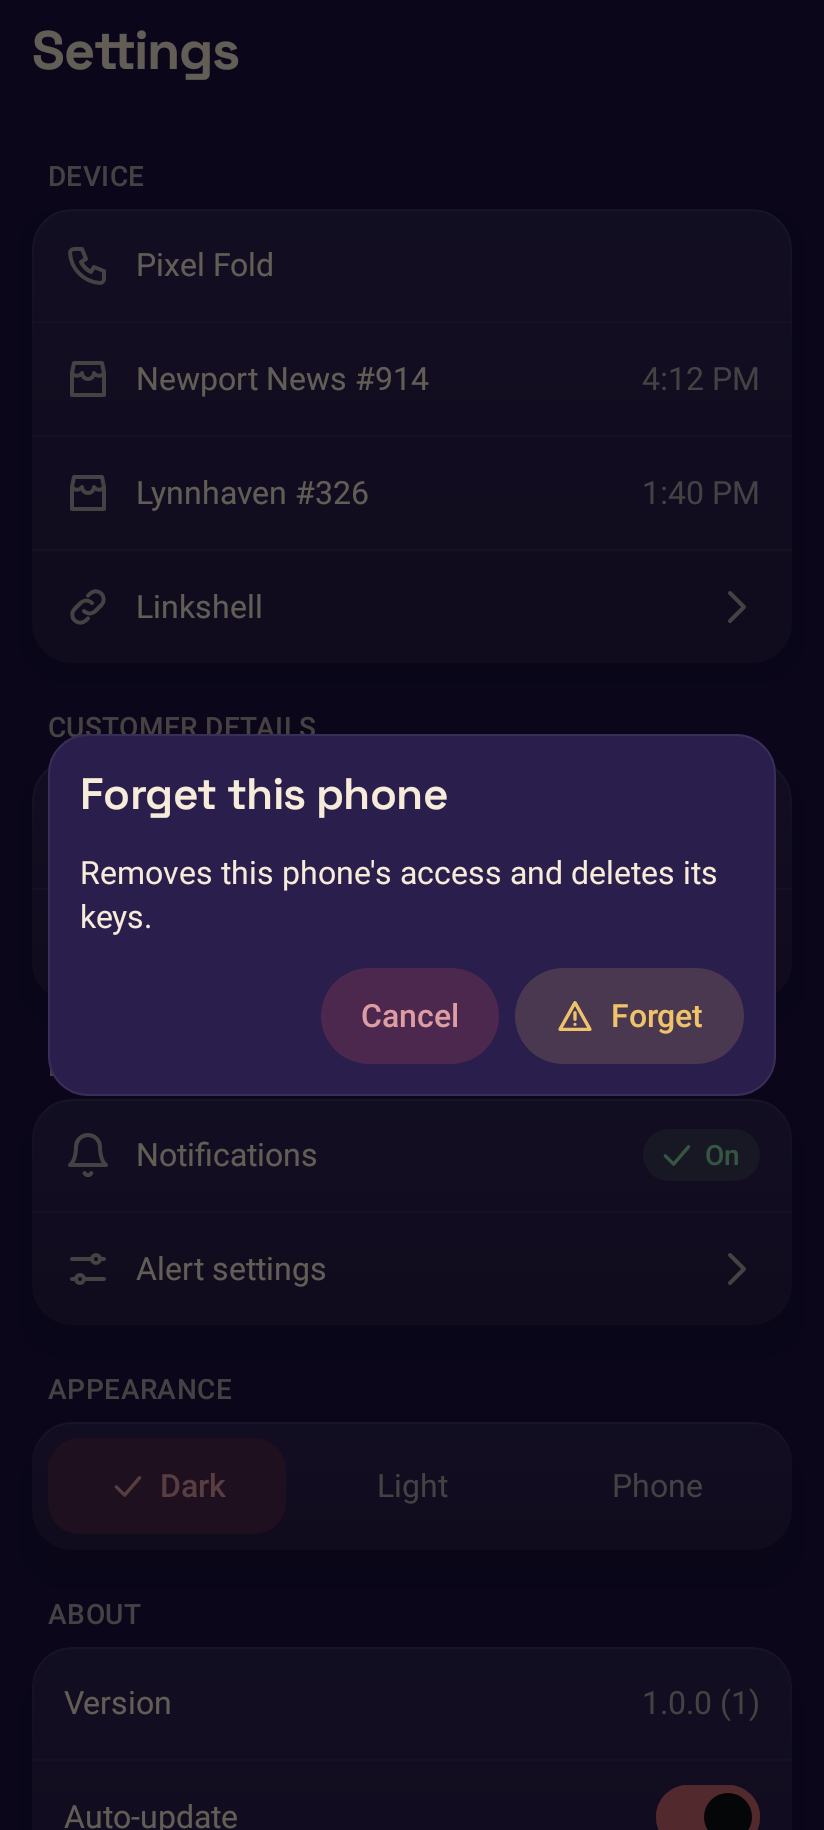 Settings
DEVICE
Pixel Fold
Newport News #914 4:12 PM
Lynnhaven #326 1:40 PM
Linkshell
CUSTOMER DETAILS
Forget this phone
Removes this phone's access and deletes its
keys.
Cancel Forget
Notifications On
Alert settings
APPEARANCE
Dark Light Phone
ABOUT
Version 1.0.0 (1)
Auto-update